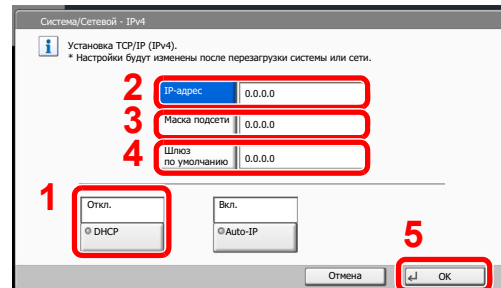 Система/Сетевой - IPv4
Установка TCP/IP (IPv4).
* Настройки будут изменены после перезагрузки системы или сети.
2 IP-адрес 0.0.0.0
3 Маска подсети 0.0.0.0
4 Шлюз по умолчанию 0.0.0.0
1
Откл. Вкл.
DHCP Auto-IP
5
Отмена OK